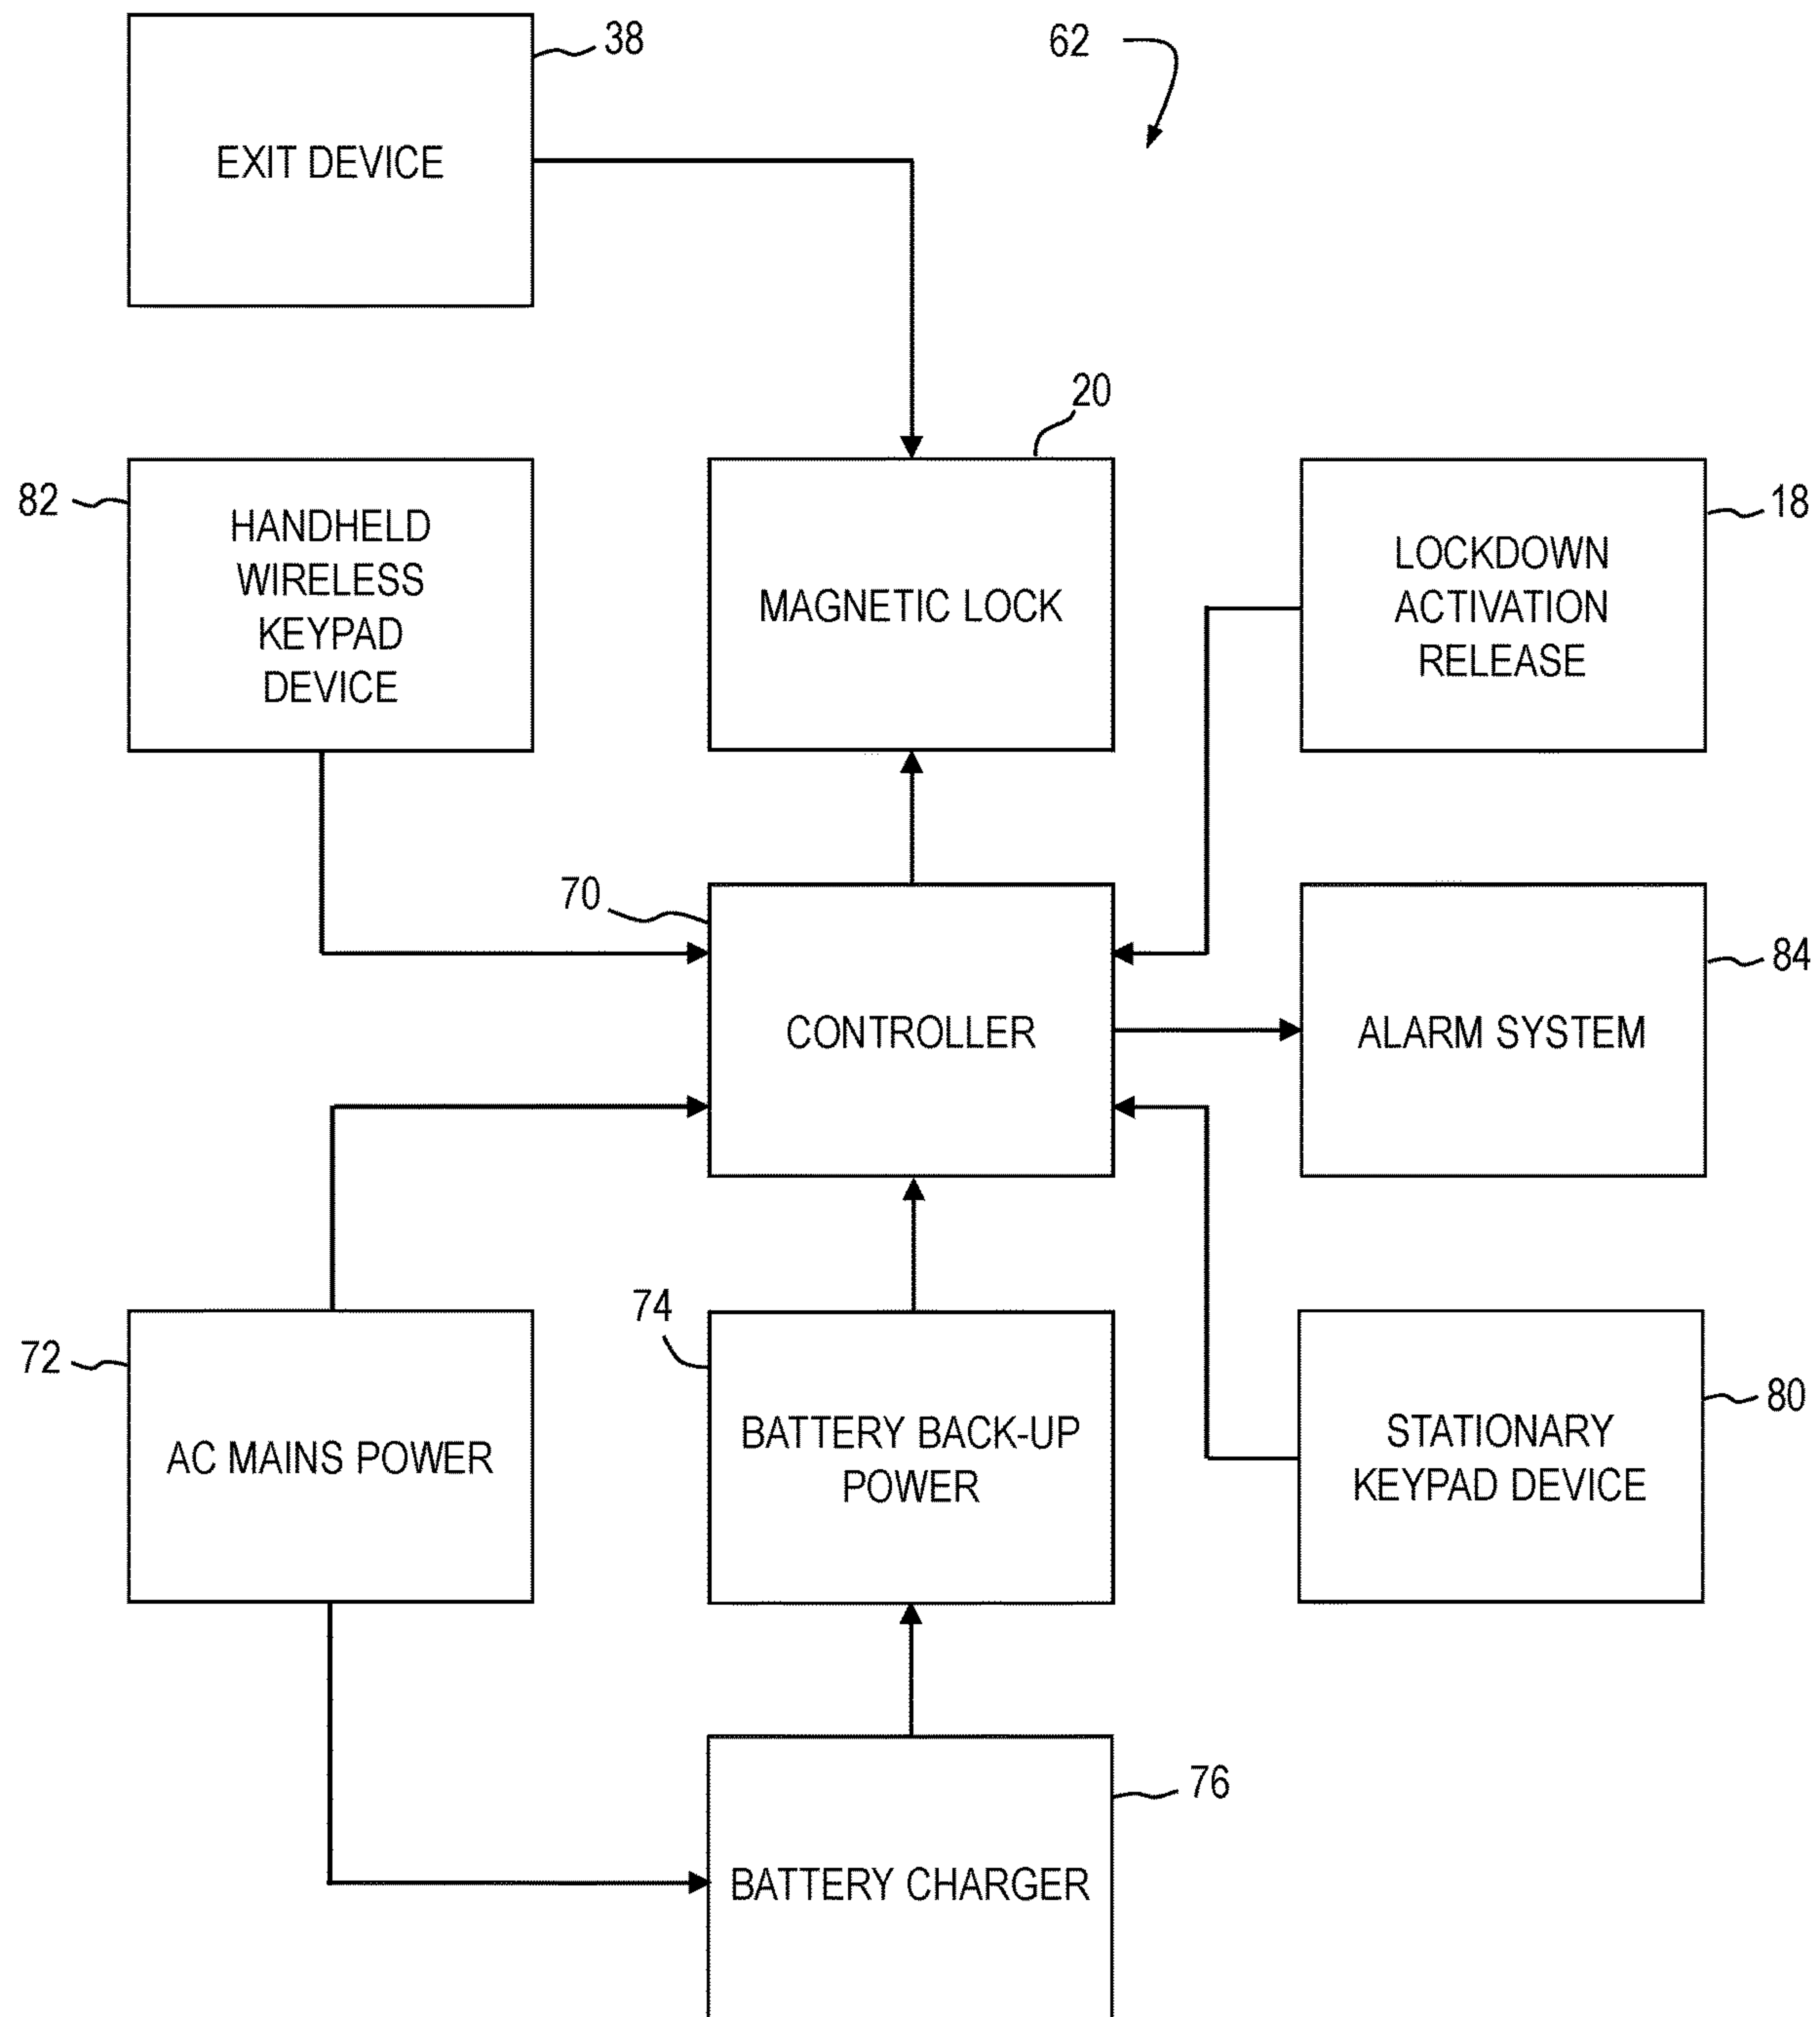 38
62
EXIT DEVICE
20
82
HANDHELD
WIRELESS
KEYPAD
DEVICE
MAGNETIC LOCK
18
LOCKDOWN
ACTIVATION
RELEASE
70
CONTROLLER
84
ALARM SYSTEM
72
AC MAINS POWER
74
BATTERY BACK-UP
POWER
80
STATIONARY
KEYPAD DEVICE
76
BATTERY CHARGER